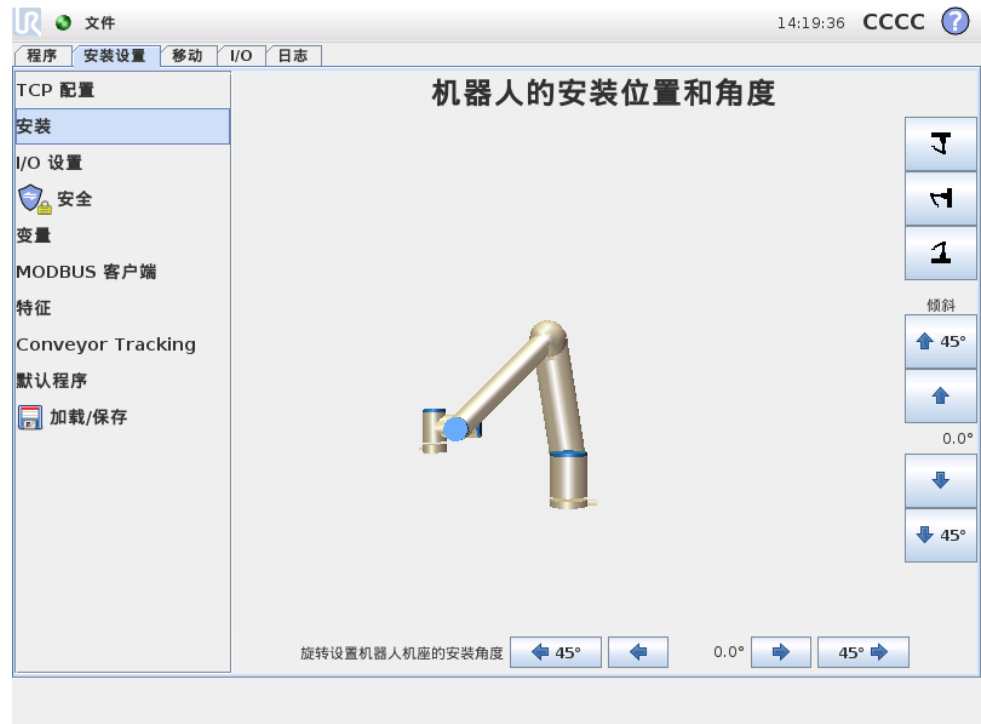 UR 文件 14:19:36 CCCC ?
程序 安装设置 移动 I/O 日志
TCP 配置
安装
I/O 设置
安全
变量
MODBUS 客户端
特征
Conveyor Tracking
默认程序
加载/保存
机器人的安装位置和角度
倾斜
45°
0.0°
45°
旋转设置机器人机座的安装角度 45° 0.0° 45°